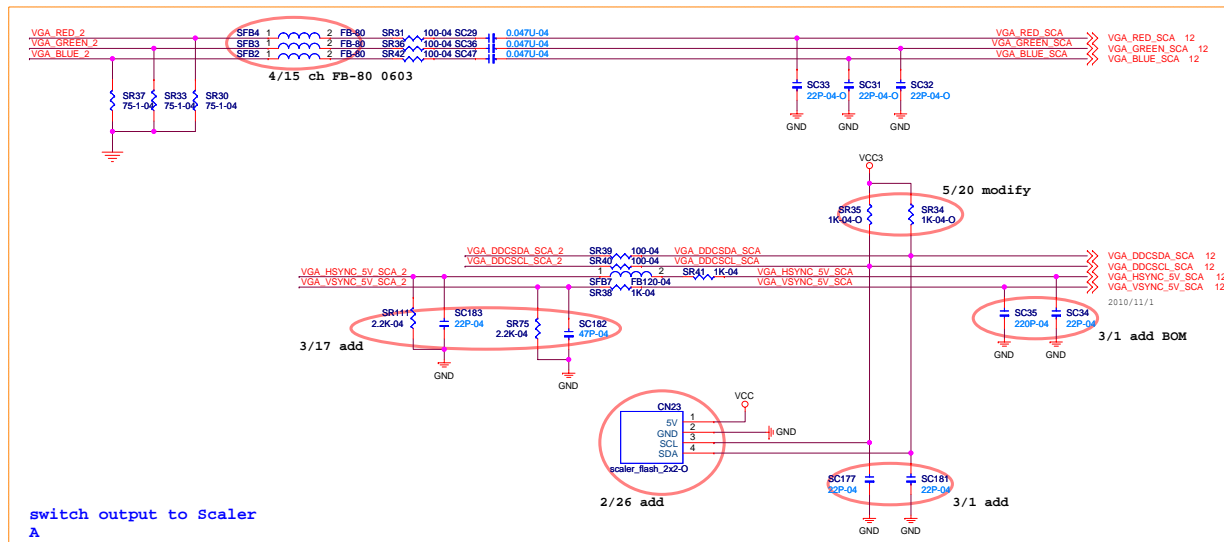 VGA_RED_2 SFB4 1 2 FB-80 SR31 100-04 SC29 0.047U-04 VGA_RED_SCA VGA_RED_SCA 12
VGA_GREEN_2 SFB3 1 2 FB-80 SR36 100-04 SC36 0.047U-04 VGA_GREEN_SCA VGA_GREEN_SCA 12
VGA_BLUE_2 SFB2 1 2 FB-80 SR42 100-04 SC47 0.047U-04 VGA_BLUE_SCA VGA_BLUE_SCA 12
4/15 ch FB-80 0603
SR37 SR33 SR30 SC33 SC31 SC32
75-1-04 75-1-04 75-1-04 22P-04-O 22P-04-O 22P-04-O
GND GND GND
VCC3
5/20 modify
SR35 SR34
1K-04-O 1K-04-O
VGA_DDCSDA_SCA_2 SR39 100-04 VGA_DDCSDA_SCA VGA_DDCSDA_SCA 12
VGA_DDCSCL_SCA_2 SR40 100-04 VGA_DDCSCL_SCA VGA_DDCSCL_SCA 12
VGA_HSYNC_5V_SCA_2 1 2 SR41 1K-04 VGA_HSYNC_5V_SCA VGA_HSYNC_5V_SCA 12
VGA_VSYNC_5V_SCA_2 SFB7 FB120-04 VGA_VSYNC_5V_SCA VGA_VSYNC_5V_SCA 12
SR38 1K-04
2010/11/1
SR111 SC183 SR75 SC182 SC35 SC34
2.2K-04 22P-04 2.2K-04 47P-04 220P-04 22P-04
3/17 add
3/1 add BOM
GND GND GND GND
CN23 VCC
5V 1
GND 2 GND
SCL 3
SDA 4
scaler_flash_2x2-O
SC177 SC181
22P-04 22P-04
2/26 add
3/1 add
GND GND
switch output to Scaler
A